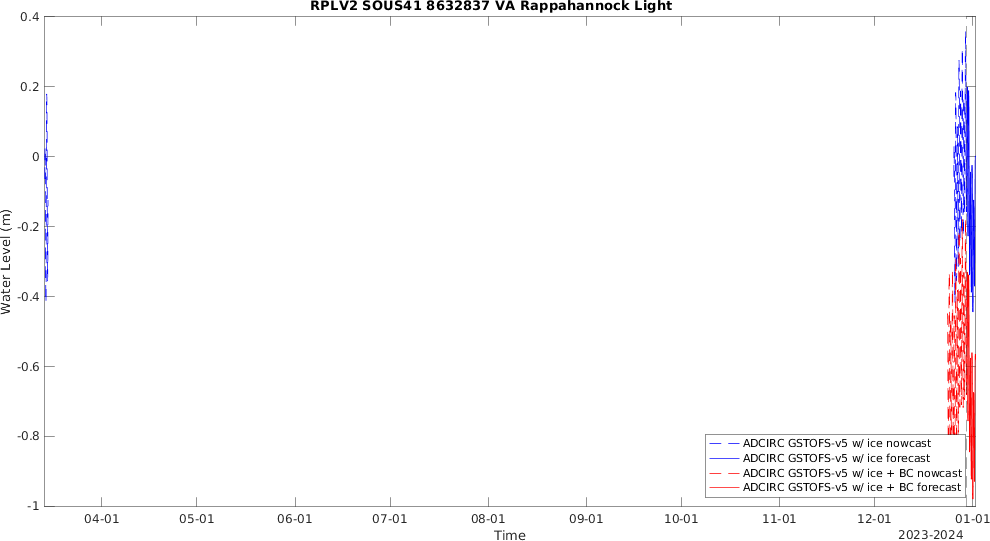 RPLV2 SOUS41 8632837 VA Rappahannock Light
Water Level (m)
0.4
0.2
0
-0.2
-0.4
-0.6
-0.8
-1
ADCIRC GSTOFS-v5 w/ ice nowcast
ADCIRC GSTOFS-v5 w/ ice forecast
ADCIRC GSTOFS-v5 w/ ice + BC nowcast
ADCIRC GSTOFS-v5 w/ ice + BC forecast
04-01 05-01 06-01 07-01 08-01 09-01 10-01 11-01 12-01 01-01
2023-2024
Time